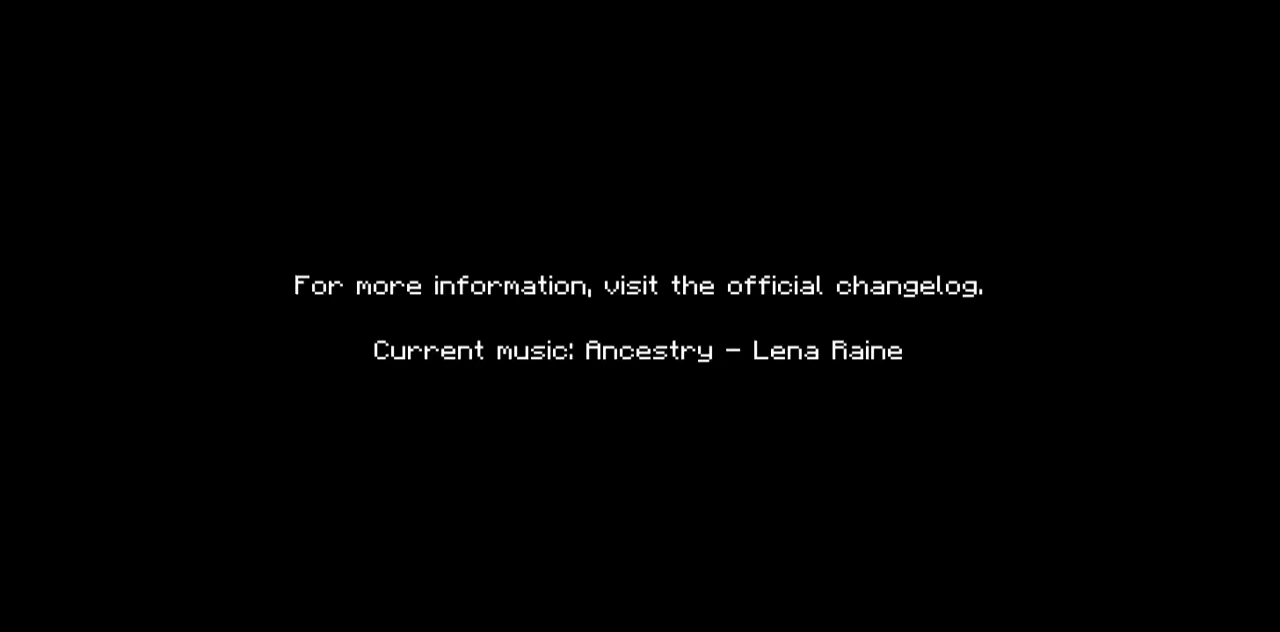 For more information, visit the official changelog.
Current music: Ancestry - Lena Raine